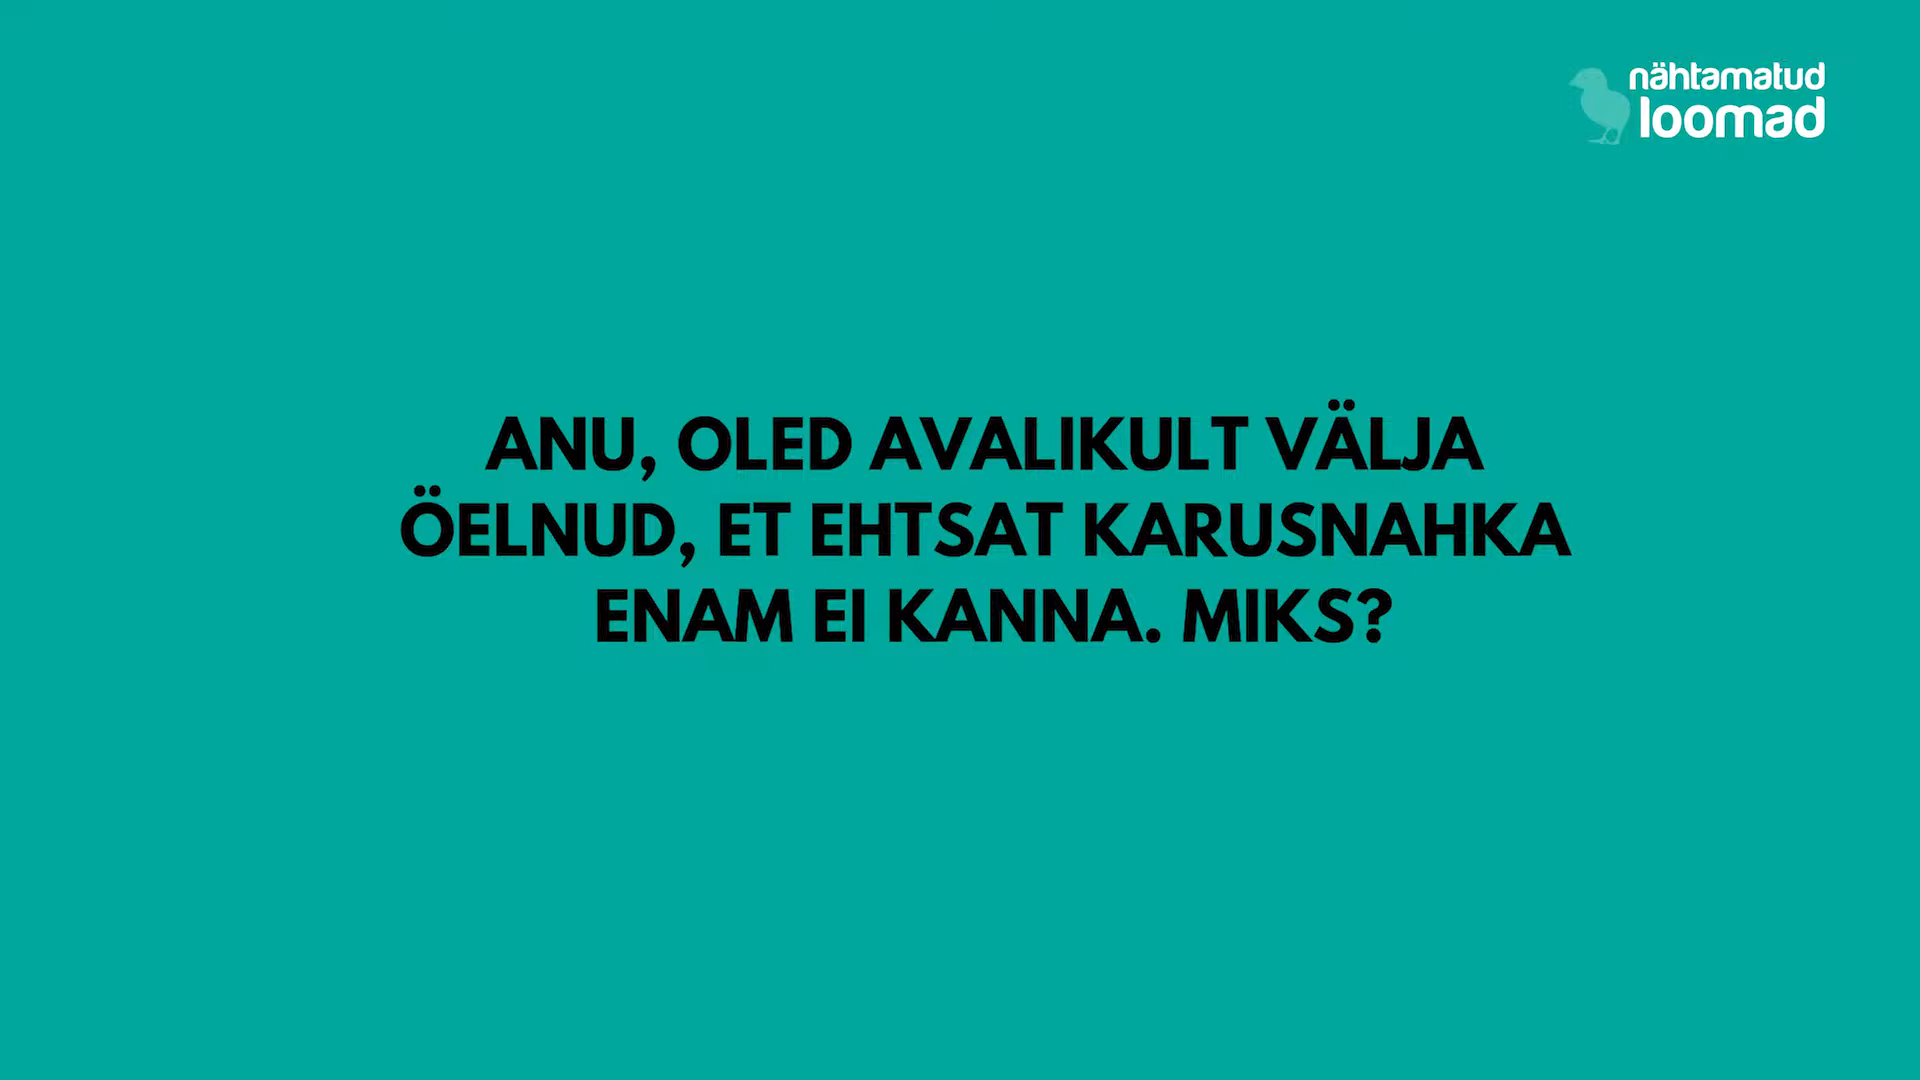 nähtamatud
loomad
ANU, OLED AVALIKULT VÄLJA
ÖELNUD, ET EHTSAT KARUSNAHKA
ENAM EI KANNA. MIKS?